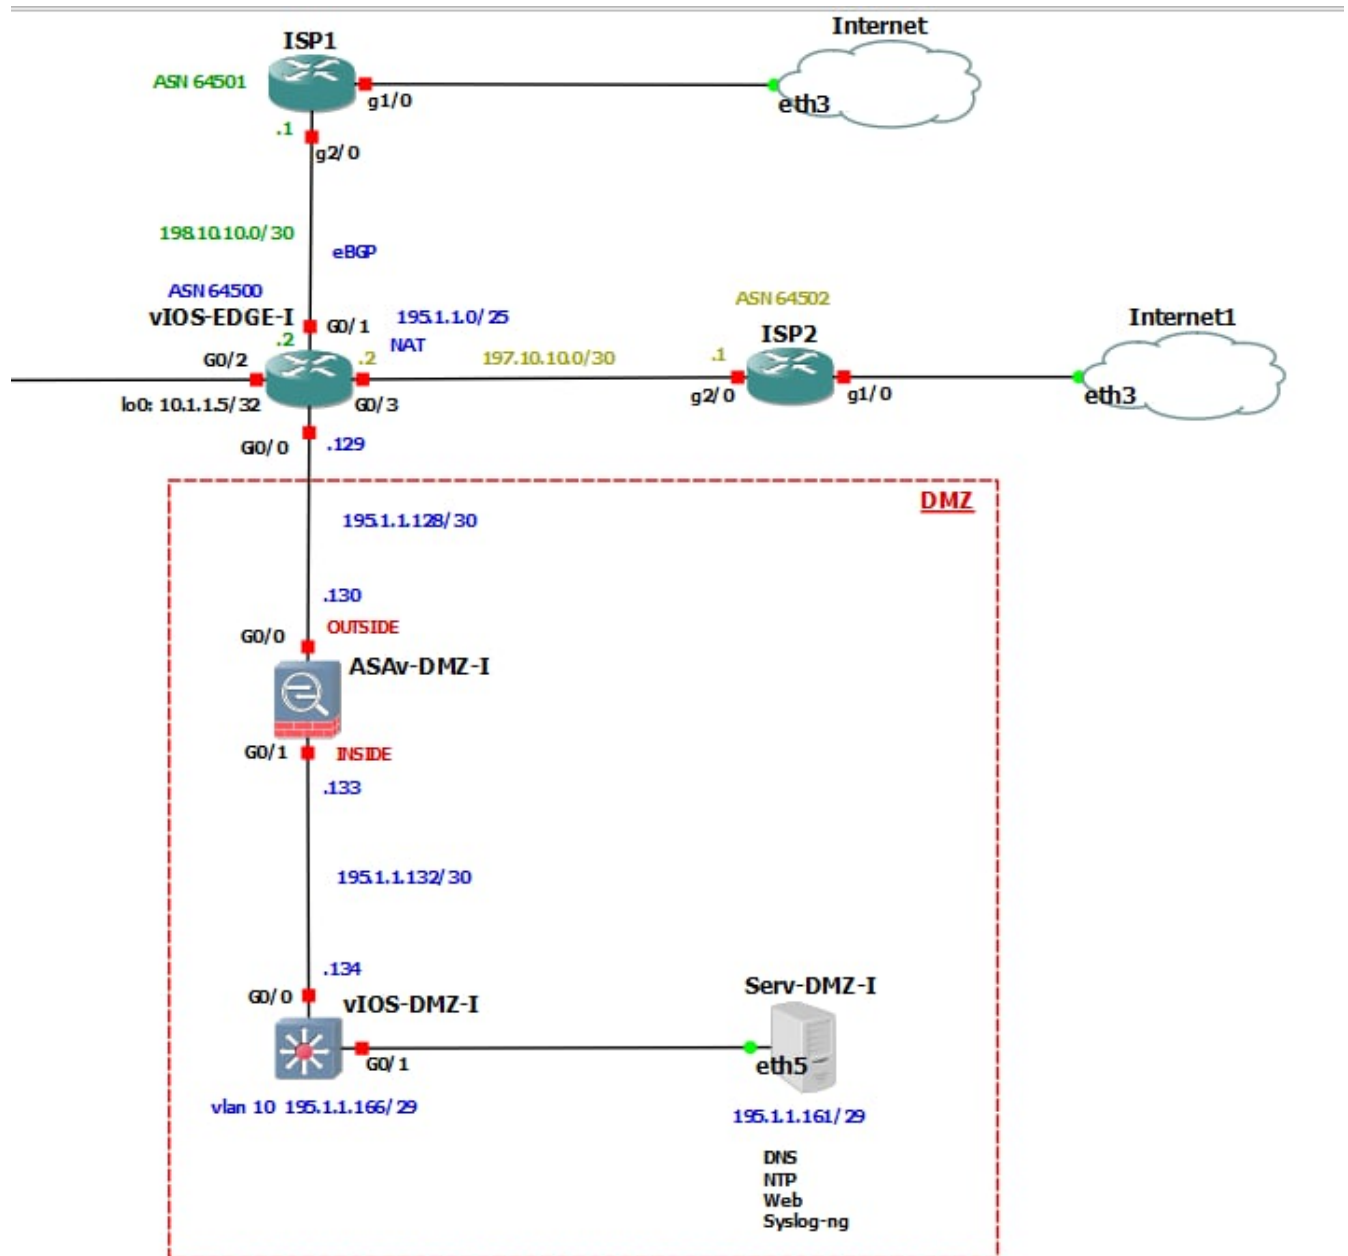 Internet
ISP1
ASN 64501
g1/0
eth3
.1
g2/0
198.10.10.0/30
eBGP
ASN 64500
vIOS-EDGE-I
G0/1
195.1.1.0/25
.2
NAT
G0/2
.2
lo0: 10.1.1.5/32
G0/3
197.10.10.0/30
ASN 64502
ISP2
.1
g2/0
g1/0
Internet1
eth3
Gi0/0
.129
DMZ
195.1.1.128/30
.130
G0/0
OUTSIDE
ASAv-DMZ-I
G0/1
INSIDE
.133
195.1.1.132/30
.134
G0/0
vIOS-DMZ-I
G0/1
vlan 10 195.1.1.166/29
Serv-DMZ-I
eth5
195.1.1.161/29
DNS
NTP
Web
Syslog-ng